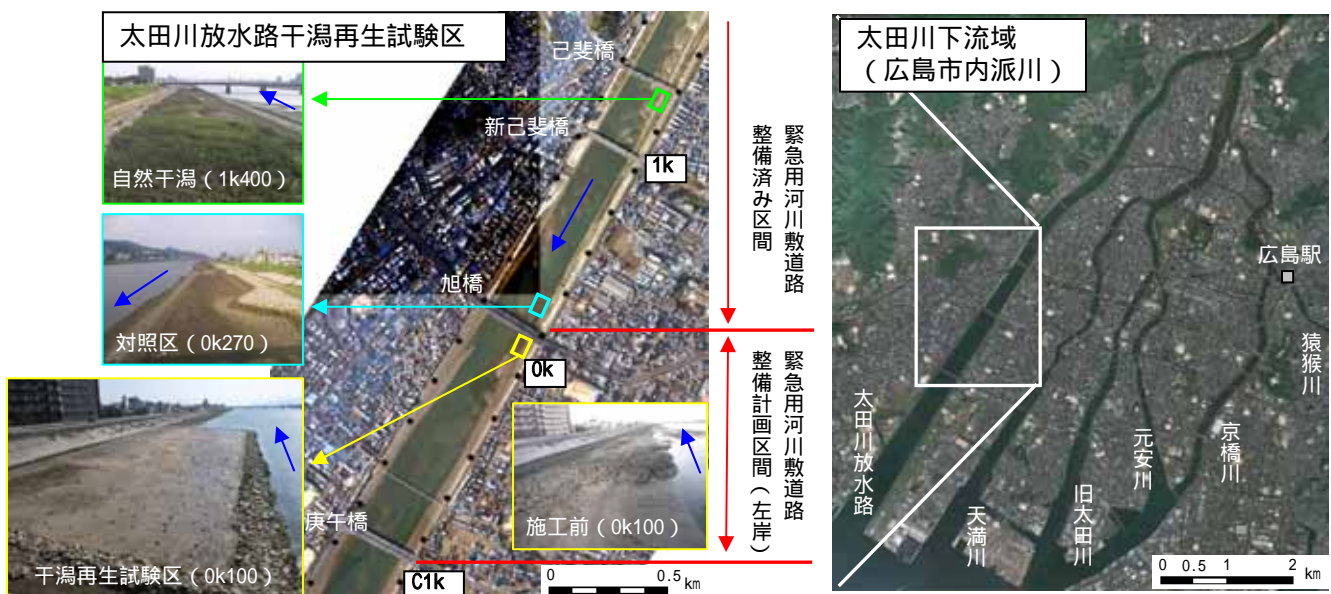 太田川放水路干潟再生試験区
己斐橋
自然干潟（1k400）
新己斐橋
1k
緊急用河川敷道路
整備済み区間
対照区（0k270）
旭橋
0k
緊急用河川敷道路
整備計画区間（左岸）
干潟再生試験区（0k100）
施工前（0k100）
庚午橋
C1k
0 0.5 km
太田川下流域
（広島市内派川）
広島駅
猿猴川
京橋川
元安川
旧太田川
天満川
太田川放水路
0 0.5 1 2 km